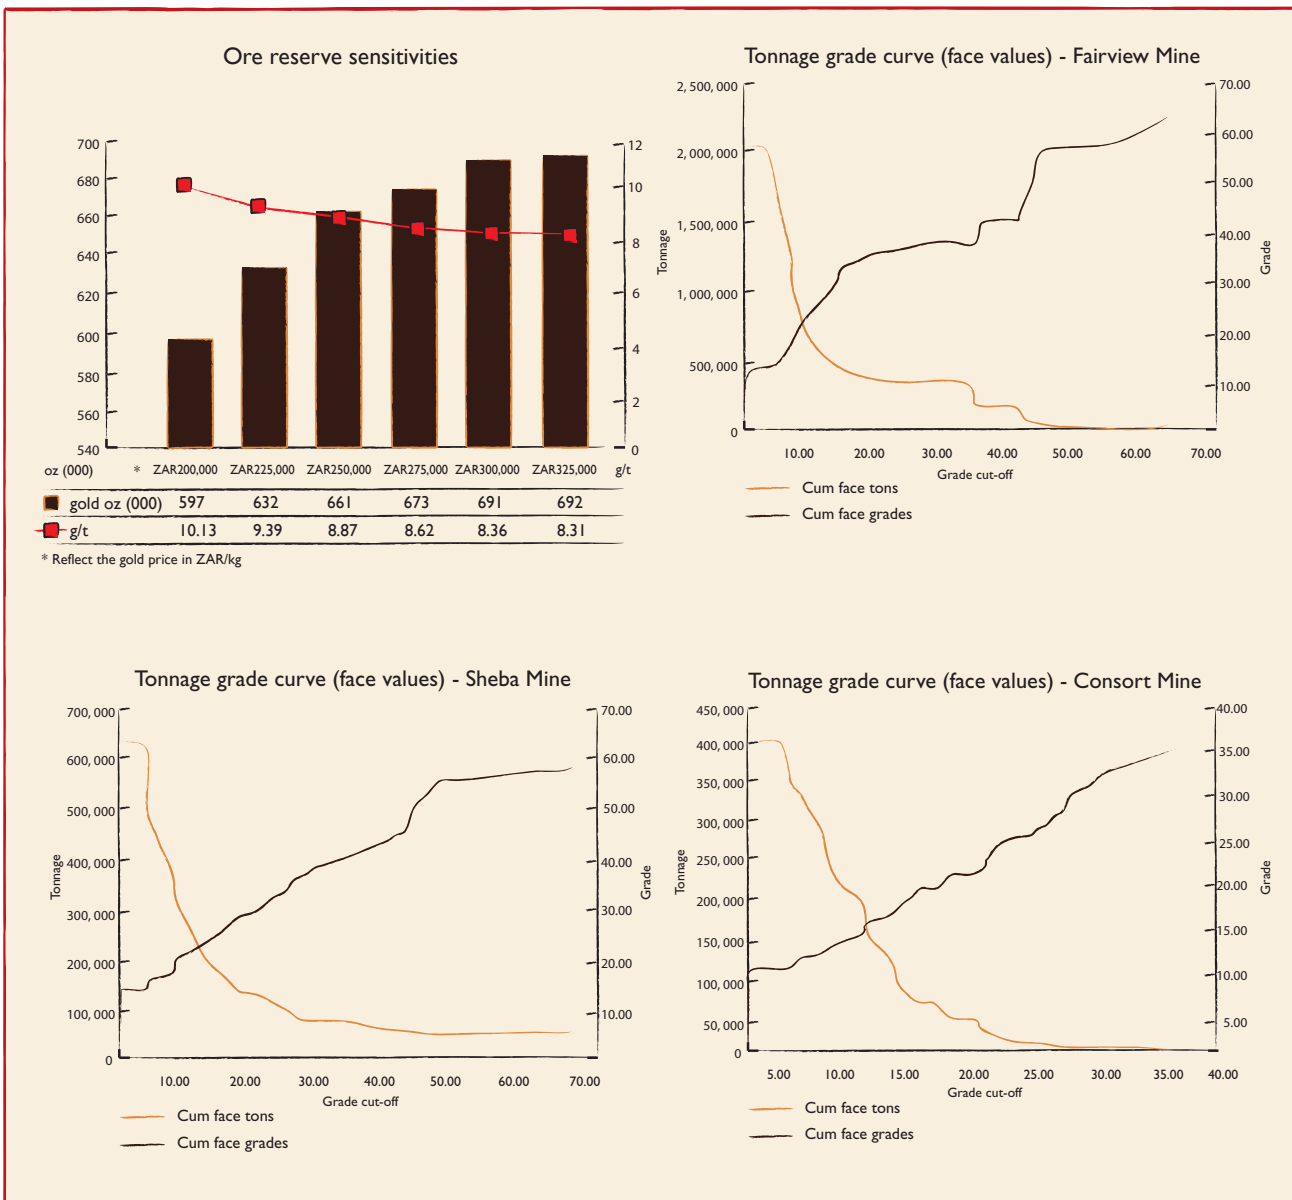 Ore reserve sensitivities
700
680
660
640
620
600
580
560
540
12
10
8
6
4
2
0
oz (000) * ZAR200,000 ZAR225,000 ZAR250,000 ZAR275,000 ZAR300,000 ZAR325,000 g/t
gold oz (000) 597 632 661 673 691 692
g/t 10.13 9.39 8.87 8.62 8.36 8.31
* Reflect the gold price in ZAR/kg
Tonnage grade curve (face values) - Fairview Mine
2,500,000
2,000,000
1,500,000
1,000,000
500,000
0
Tonnage
70.00
60.00
50.00
40.00
30.00
20.00
10.00
Grade
10.00 20.00 30.00 40.00 50.00 60.00 70.00
Grade cut-off
Cum face tons
Cum face grades
Tonnage grade curve (face values) - Sheba Mine
700,000
600,000
500,000
400,000
300,000
200,000
100,000
0
Tonnage
70.00
60.00
50.00
40.00
30.00
20.00
10.00
Grade
10.00 20.00 30.00 40.00 50.00 60.00 70.00
Grade cut-off
Cum face tons
Cum face grades
Tonnage grade curve (face values) - Consort Mine
450,000
400,000
350,000
300,000
250,000
200,000
150,000
100,000
50,000
0
Tonnage
40.00
35.00
30.00
25.00
20.00
15.00
10.00
5.00
Grade
5.00 10.00 15.00 20.00 25.00 30.00 35.00 40.00
Grade cut-off
Cum face tons
Cum face grades